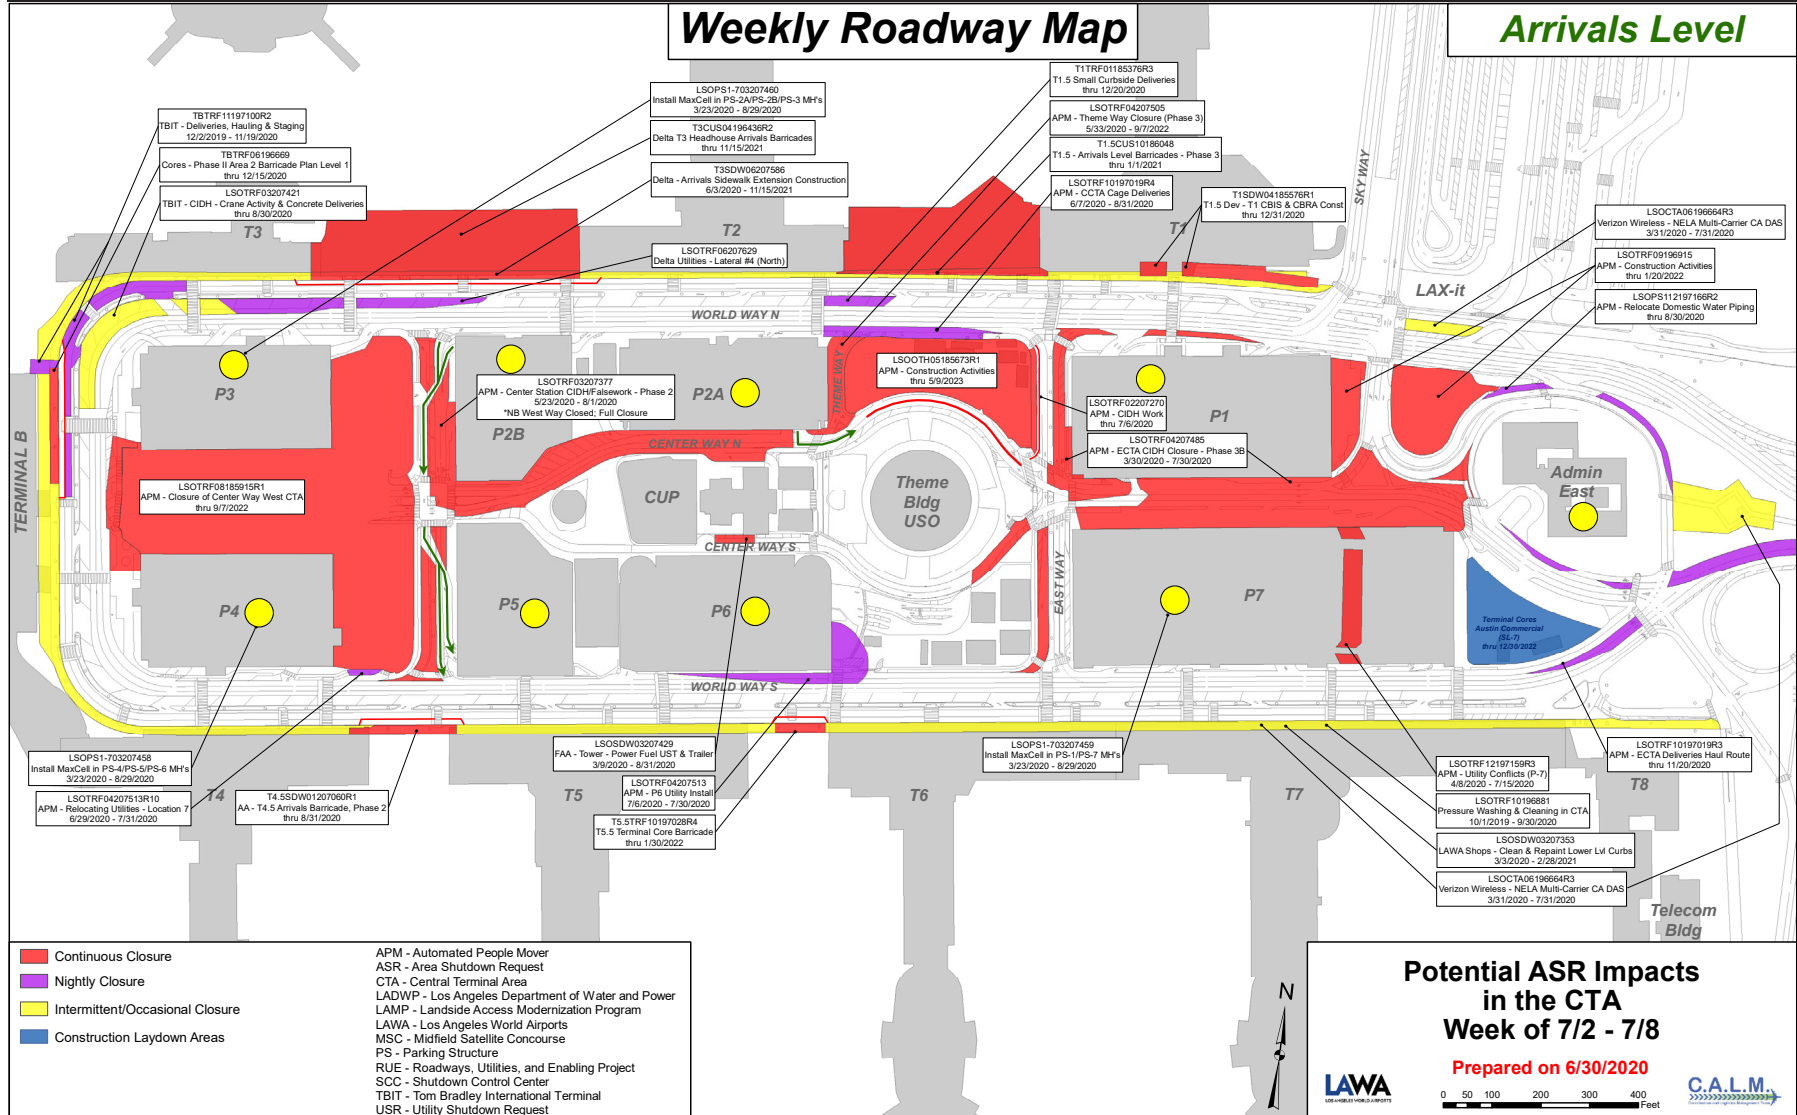 Weekly Roadway Map
Arrivals Level
TBTRF11197100R2
TBIT - Deliveries, Hauling & Staging
12/2/2019 - 11/19/2020
TBTRF06196669
Cores - Phase II Area 2 Barricade Plan Level 1
thru 12/15/2020
LSOTRF03207421
TBIT - CIDH - Crane Activity & Concrete Deliveries
thru 8/30/2020
LSOPS1-703207460
Install MaxCell in PS-2A/PS-2B/PS-3 MH's
3/23/2020 - 8/29/2020
T3CUS04196436R2
Delta T3 Headhouse Arrivals Barricades
thru 11/15/2021
T3SDW06207586
Delta - Arrivals Sidewalk Extension Construction
6/3/2020 - 11/15/2021
LSOTRF06207629
Delta Utilities - Lateral #4 (North)
T1TRF01185376R3
T1.5 Small Curbside Deliveries
thru 12/20/2020
LSOTRF04207505
APM - Theme Way Closure (Phase 3)
5/33/2020 - 9/7/2022
T1.5CUS10186048
T1.5 - Arrivals Level Barricades - Phase 3
thru 1/1/2021
LSOTRF10197019R4
APM - CCTA Cage Deliveries
6/7/2020 - 8/31/2020
T1SDW04185576R1
T1.5 Dev - T1 CBIS & CBRA Const
thru 12/31/2020
LSOCTA06196664R3
Verizon Wireless - NELA Multi-Carrier CA DAS
3/31/2020 - 7/31/2020
LSOTRF09196915
APM - Construction Activities
thru 1/20/2022
LSOPS112197166R2
APM - Relocate Domestic Water Piping
thru 8/30/2020
T3
T2
T1
SKY WAY
LAX-it
WORLD WAY N
P3
P2B
P2A
THEME WAY
P1
LSOTRF03207377
APM - Center Station CIDH/Falsework - Phase 2
5/23/2020 - 8/1/2020
*NB West Way Closed; Full Closure
LSOOTH05185673R1
APM - Construction Activities
thru 5/9/2023
LSOTRF02207270
APM - CIDH Work
thru 7/6/2020
LSOTRF04207485
APM - ECTA CIDH Closure - Phase 3B
3/30/2020 - 7/30/2020
CENTER WAY N
TERMINAL B
LSOTRF08185915R1
APM - Closure of Center Way West CTA
thru 9/7/2022
CUP
Theme
Bldg
USO
Admin
East
CENTER WAY S
EAST WAY
P4
P5
P6
P7
Terminal Cores
Austin Commercial
(SL-7)
thru 12/30/2022
WORLD WAY S
LSOPS1-703207458
Install MaxCell in PS-4/PS-5/PS-6 MH's
3/23/2020 - 8/29/2020
LSOTRF04207513R10
APM - Relocating Utilities - Location 7
6/29/2020 - 7/31/2020
T4
T4.5SDW01207060R1
AA - T4.5 Arrivals Barricade, Phase 2
thru 8/31/2020
LSOSDW03207429
FAA - Tower - Power Fuel UST & Trailer
3/9/2020 - 8/31/2020
T5
LSOTRF04207513
APM - P6 Utility Install
7/6/2020 - 7/30/2020
T5.5TRF10197028R4
T5.5 Terminal Core Barricade
thru 1/30/2022
T6
LSOPS1-703207459
Install MaxCell in PS-1/PS-7 MH's
3/23/2020 - 8/29/2020
T7
LSOTRF12197159R3
APM - Utility Conflicts (P-7)
4/8/2020 - 7/15/2020
LSOTRF10196881
Pressure Washing & Cleaning in CTA
10/1/2019 - 9/30/2020
LSOSDW03207353
LAWA Shops - Clean & Repaint Lower Lvl Curbs
3/3/2020 - 2/28/2021
LSOCTA06196664R3
Verizon Wireless - NELA Multi-Carrier CA DAS
3/31/2020 - 7/31/2020
LSOTRF10197019R3
APM - ECTA Deliveries Haul Route
thru 11/20/2020
T8
Telecom
Bldg
Continuous Closure
Nightly Closure
Intermittent/Occasional Closure
Construction Laydown Areas
APM - Automated People Mover
ASR - Area Shutdown Request
CTA - Central Terminal Area
LADWP - Los Angeles Department of Water and Power
LAMP - Landside Access Modernization Program
LAWA - Los Angeles World Airports
MSC - Midfield Satellite Concourse
PS - Parking Structure
RUE - Roadways, Utilities, and Enabling Project
SCC - Shutdown Control Center
TBIT - Tom Bradley International Terminal
USR - Utility Shutdown Request
N
Potential ASR Impacts
in the CTA
Week of 7/2 - 7/8
Prepared on 6/30/2020
LAWA
LOS ANGELES WORLD AIRPORTS
0 50 100 200 300 400
Feet
C.A.L.M.